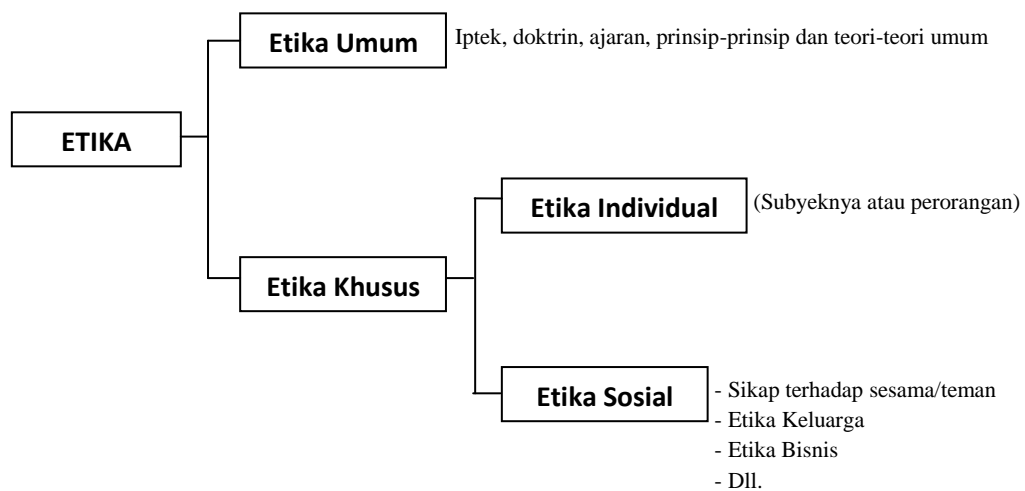 Etika Umum
Iptek, doktrin, ajaran, prinsip-prinsip dan teori-teori umum
ETIKA
Etika Individual
(Subyeknya atau perorangan)
Etika Khusus
Etika Sosial
- Sikap terhadap sesama/teman
- Etika Keluarga
- Etika Bisnis
- Dll.